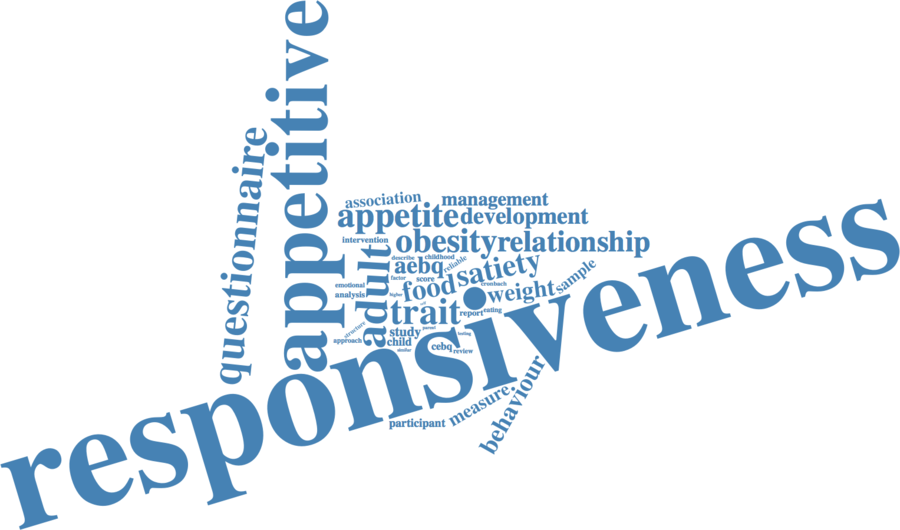 appetitive
questionnaire
association
management
appetite
development
intervention
obesity
relationship
adult
describe
childhood
aebq
reliable
satiety
factor
score
sample
emotional
food
cronbach
weight
analysis
higher
trait
report
eating
structure
study
parent
approach
child
similar
cebq
review
responsiveness
measure
behaviour
participant